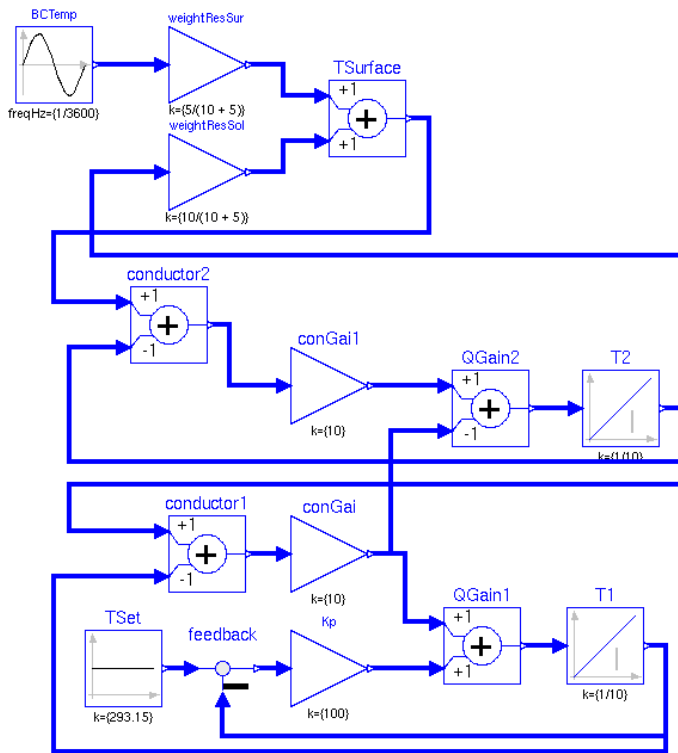 BCTemp
freqHz={1/3600}
weightResSur
k={5/(10 + 5)}
TSurface
+1
+1
weightResSol
k={10/(10 + 5)}
conductor2
+1
-1
conGai1
k={10}
QGain2
+1
-1
T2
I
k={1/10}
conductor1
+1
-1
conGai
k={10}
QGain1
+1
+1
T1
I
k={1/10}
TSet
k={293.15}
feedback
Kp
k={100}